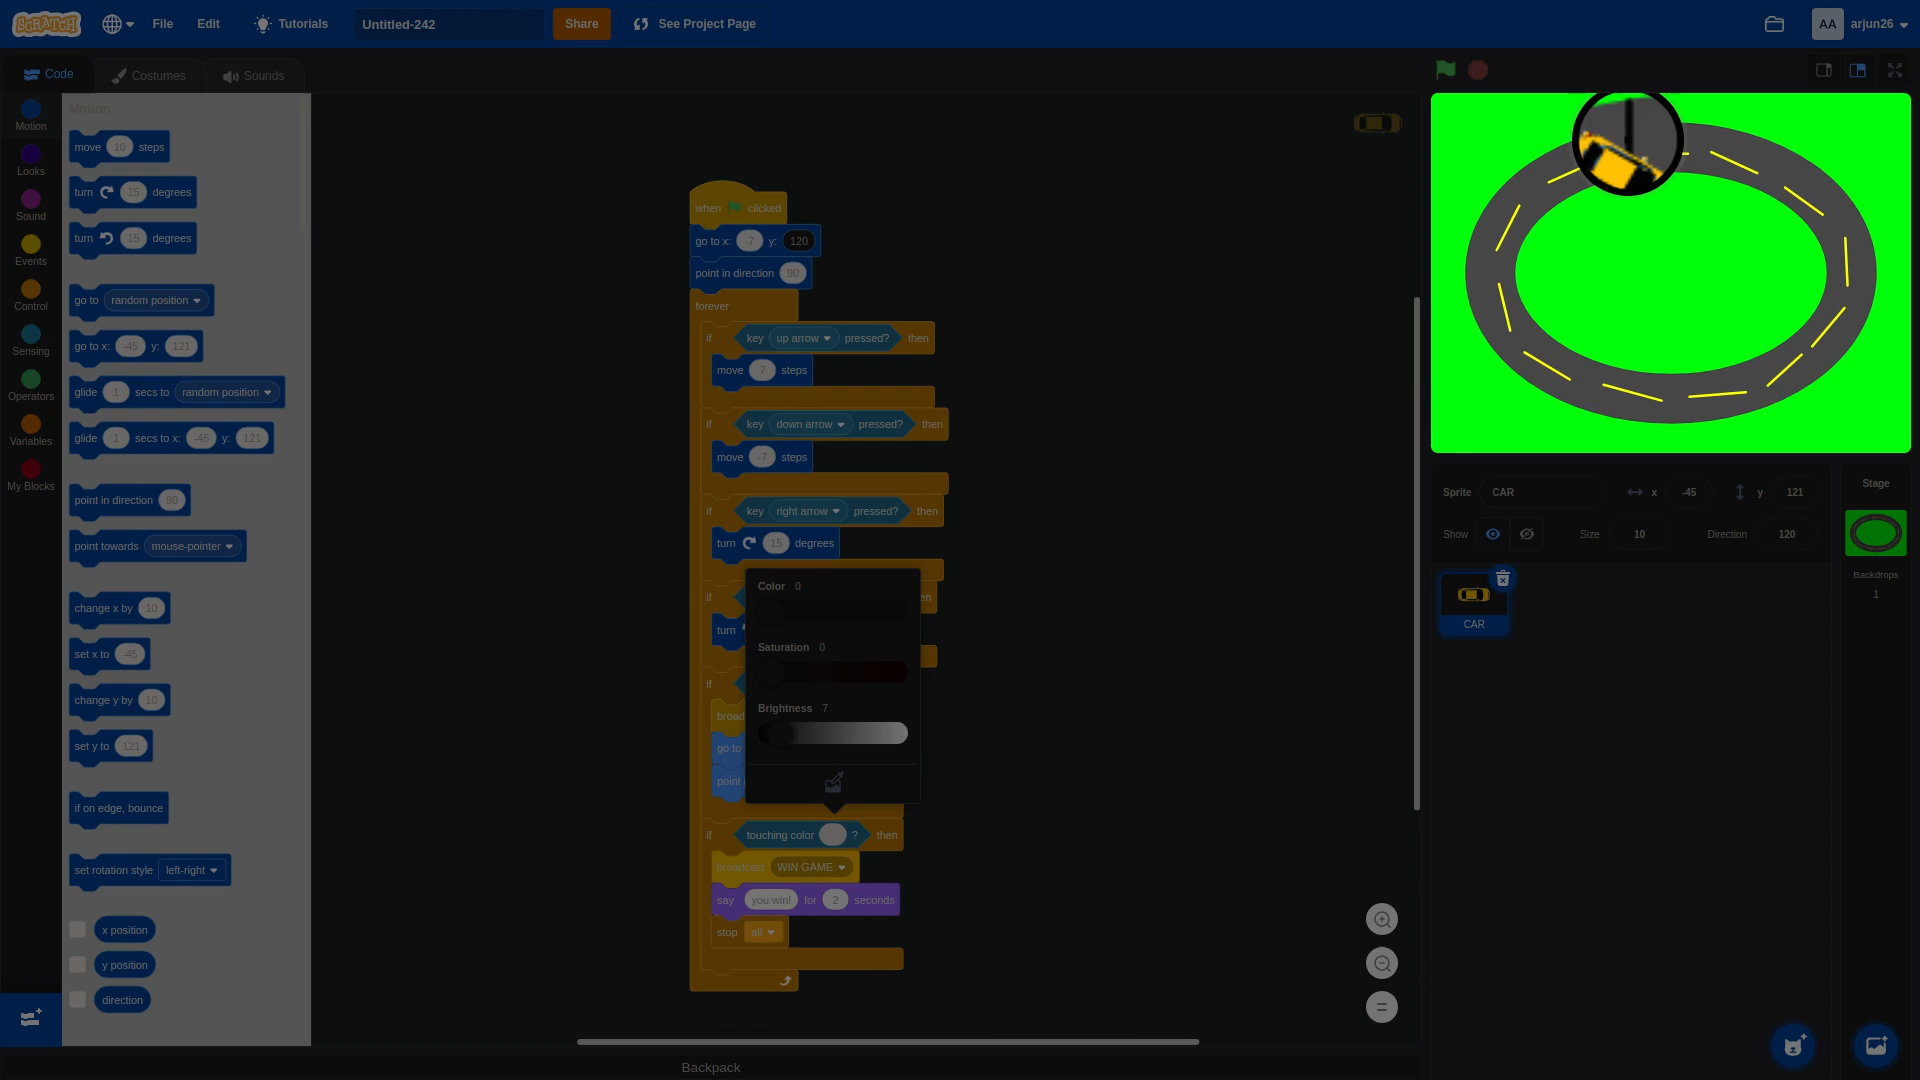 SCRATCH
File
Edit
Tutorials
Untitled-242
Share
See Project Page
AA
arjun26
Code
Costumes
Sounds
Motion
Looks
Sound
Events
Control
Sensing
Operators
Variables
My Blocks
Motion
move 10 steps
turn 15 degrees
turn 15 degrees
go to random position
go to x: -45 y: 121
glide 1 secs to random position
glide 1 secs to x: -45 y: 121
point in direction 90
point towards mouse-pointer
change x by 10
set x to -45
change y by 10
set y to 121
if on edge, bounce
set rotation style left-right
x position
y position
direction
when clicked
go to x: -7 y: 120
point in direction 90
forever
if key up arrow pressed? then
move 7 steps
if key down arrow pressed? then
move -7 steps
if key right arrow pressed? then
turn 15 degrees
if
turn
if
go to
point
Color 0
Saturation 0
Brightness 7
if touching color ? then
broadcast WIN GAME
say you win! for 2 seconds
stop all
Backpack
Sprite CAR x -45 y 121
Show Size 10 Direction 120
CAR
Stage
Backdrops
1